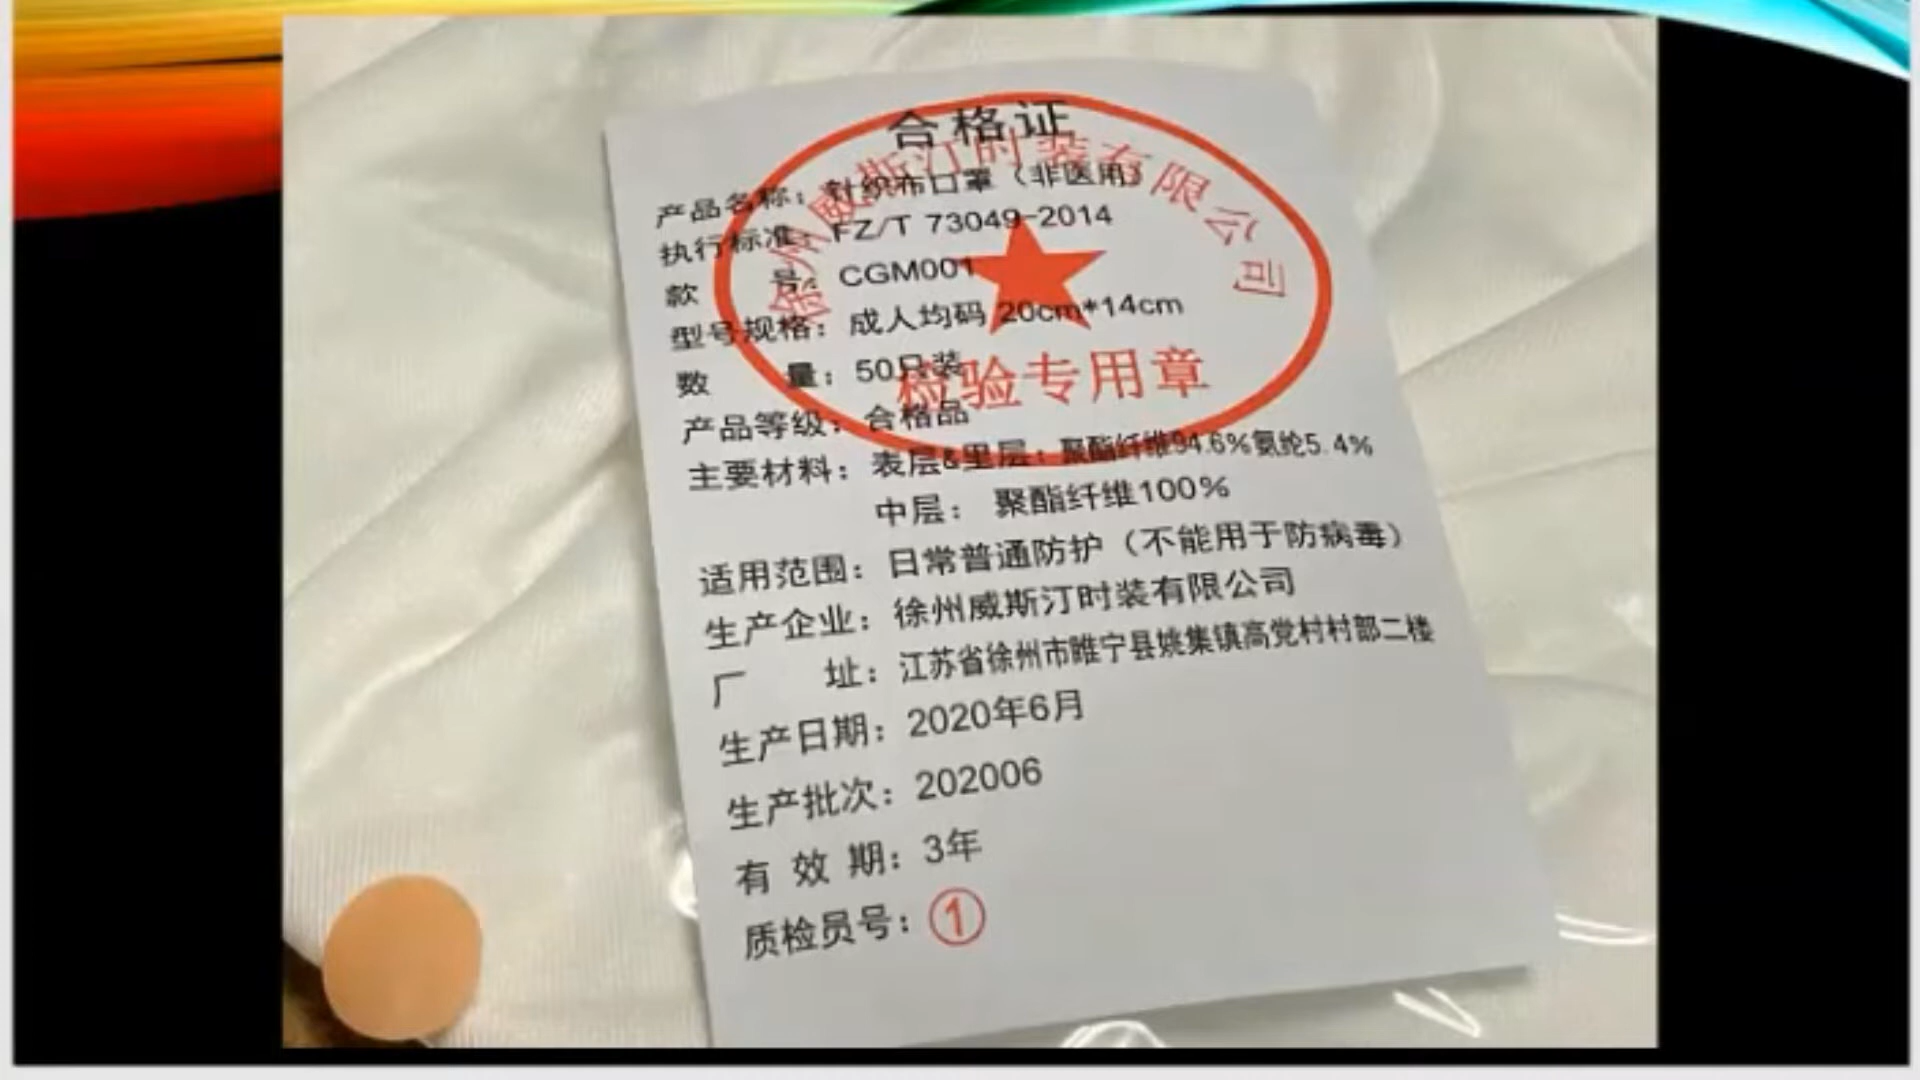 合格证
产品名称：针织布口罩（非医用）
执行标准：FZ/T 73049-2014
款 号：CGM001
型号规格：成人均码 20cm*14cm
数 量：50只装
产品等级：合格品
主要材料：表层&里层：聚酯纤维94.6%氨纶5.4%
中层：聚酯纤维100%
适用范围：日常普通防护（不能用于防病毒）
生产企业：徐州威斯汀时装有限公司
厂 址：江苏省徐州市睢宁县姚集镇高党村村部二楼
生产日期：2020年6月
生产批次：202006
有 效 期：3年
质检员号：①
徐州威斯汀时装有限公司
检验专用章